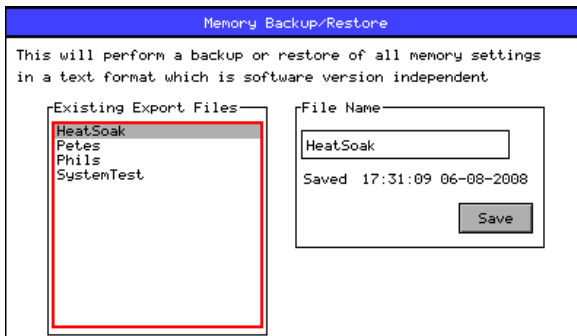 Memory Backup/Restore
This will perform a backup or restore of all memory settings
in a text format which is software version independent
Existing Export Files
HeatSoak
Petes
Phils
SystemTest
File Name
HeatSoak
Saved 17:31:09 06-08-2008
Save